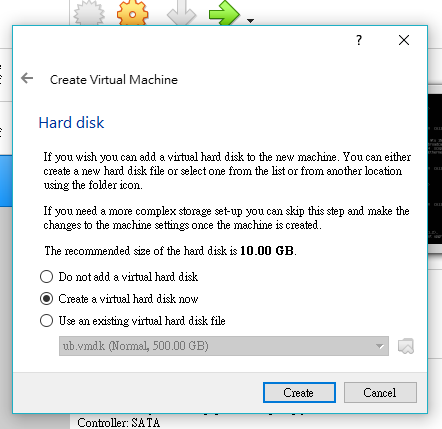 ?
Create Virtual Machine
Hard disk
If you wish you can add a virtual hard disk to the new machine. You can either
create a new hard disk file or select one from the list or from another location
using the folder icon.
If you need a more complex storage set-up you can skip this step and make the
changes to the machine settings once the machine is created.
The recommended size of the hard disk is 10.00 GB.
Do not add a virtual hard disk
Create a virtual hard disk now
Use an existing virtual hard disk file
ub.vmdk (Normal, 500.00 GB)
Create
Cancel
Controller: SATA